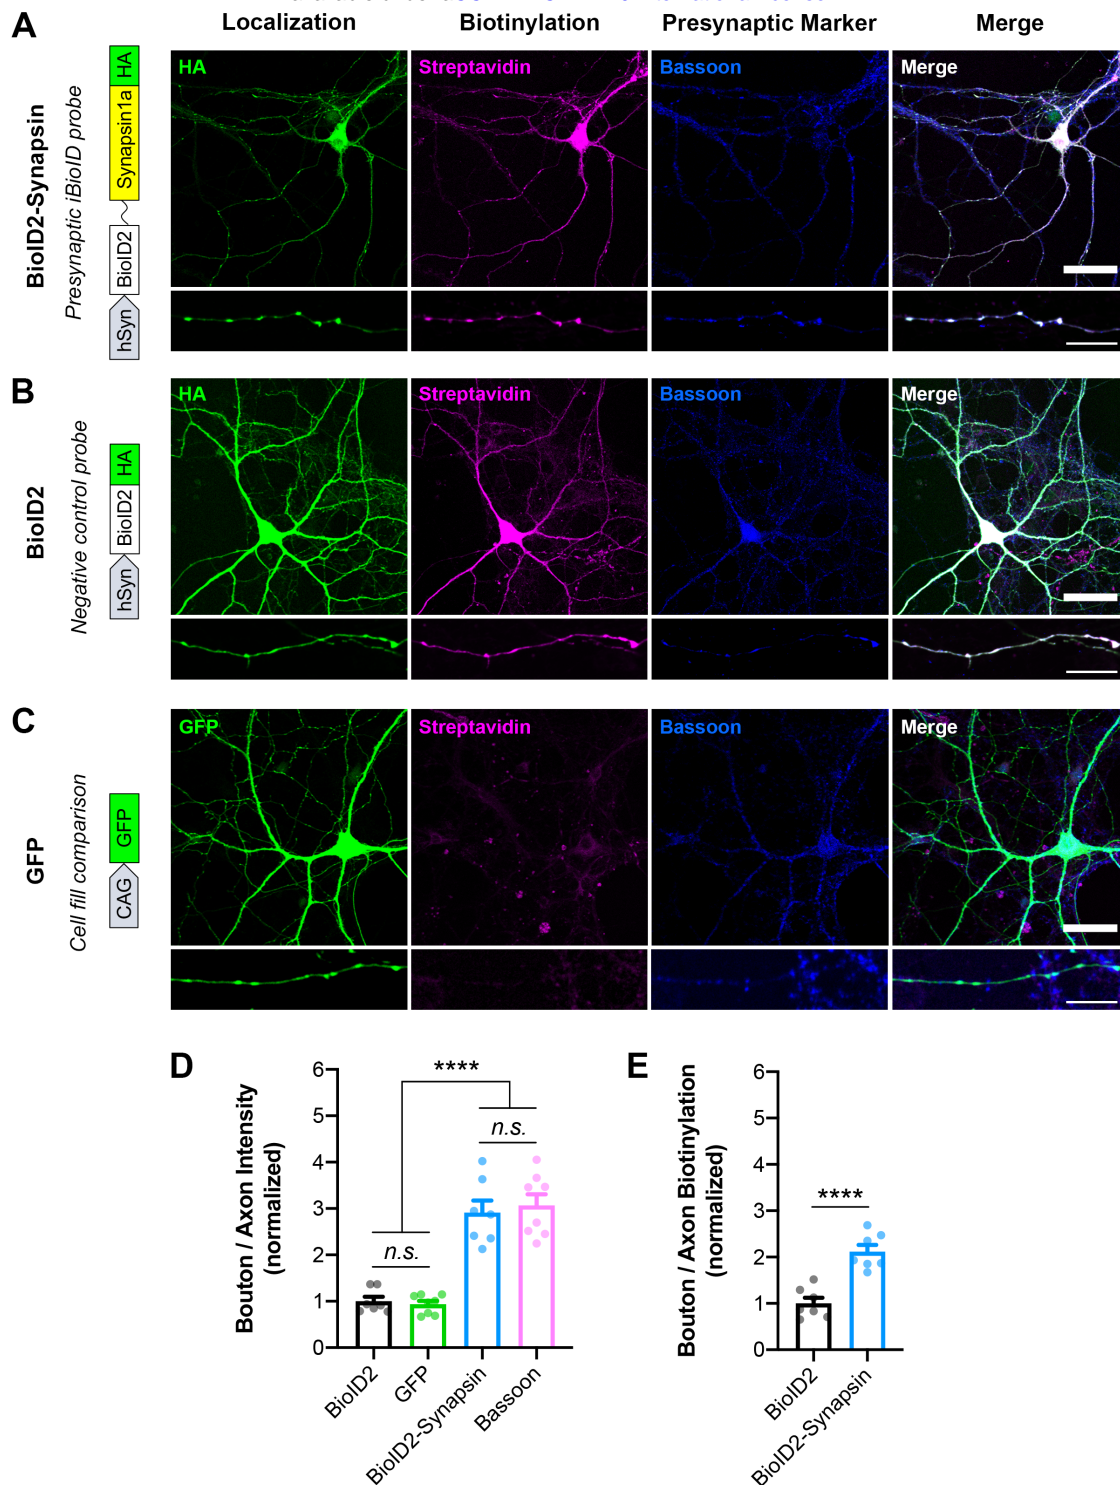 A
Localization
Biotinylation
Presynaptic Marker
Merge
BioID2-Synapsin
Presynaptic iBioID probe
hSyn
BioID2
Synapsin1a
HA
HA
Streptavidin
Bassoon
Merge
B
BioID2
Negative control probe
hSyn
BioID2
HA
HA
Streptavidin
Bassoon
Merge
C
GFP
Cell fill comparison
CAG
GFP
GFP
Streptavidin
Bassoon
Merge
D
Bouton / Axon Intensity
(normalized)
6
5
4
3
2
1
0
****
n.s.
n.s.
BioID2
GFP
BioID2-Synapsin
Bassoon
E
Bouton / Axon Biotinylation
(normalized)
6
5
4
3
2
1
0
****
BioID2
BioID2-Synapsin